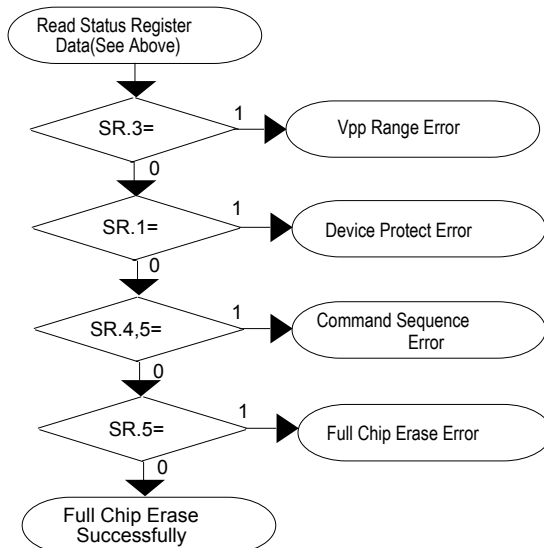 Read Status Register
Data(See Above)
SR.3=
1
Vpp Range Error
0
SR.1=
1
Device Protect Error
0
SR.4,5=
1
Command Sequence
Error
0
SR.5=
1
Full Chip Erase Error
0
Full Chip Erase
Successfully